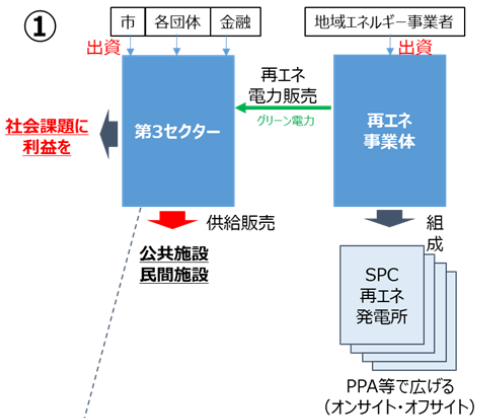 ①
市 各団体 金融
地域エネルギー事業者
出資
出資
第3セクター
再エネ
電力販売
グリーン電力
再エネ
事業体
社会課題に
利益を
供給販売
公共施設
民間施設
組
成
SPC
再エネ
発電所
PPA等で広げる
(オンサイト・オフサイト)